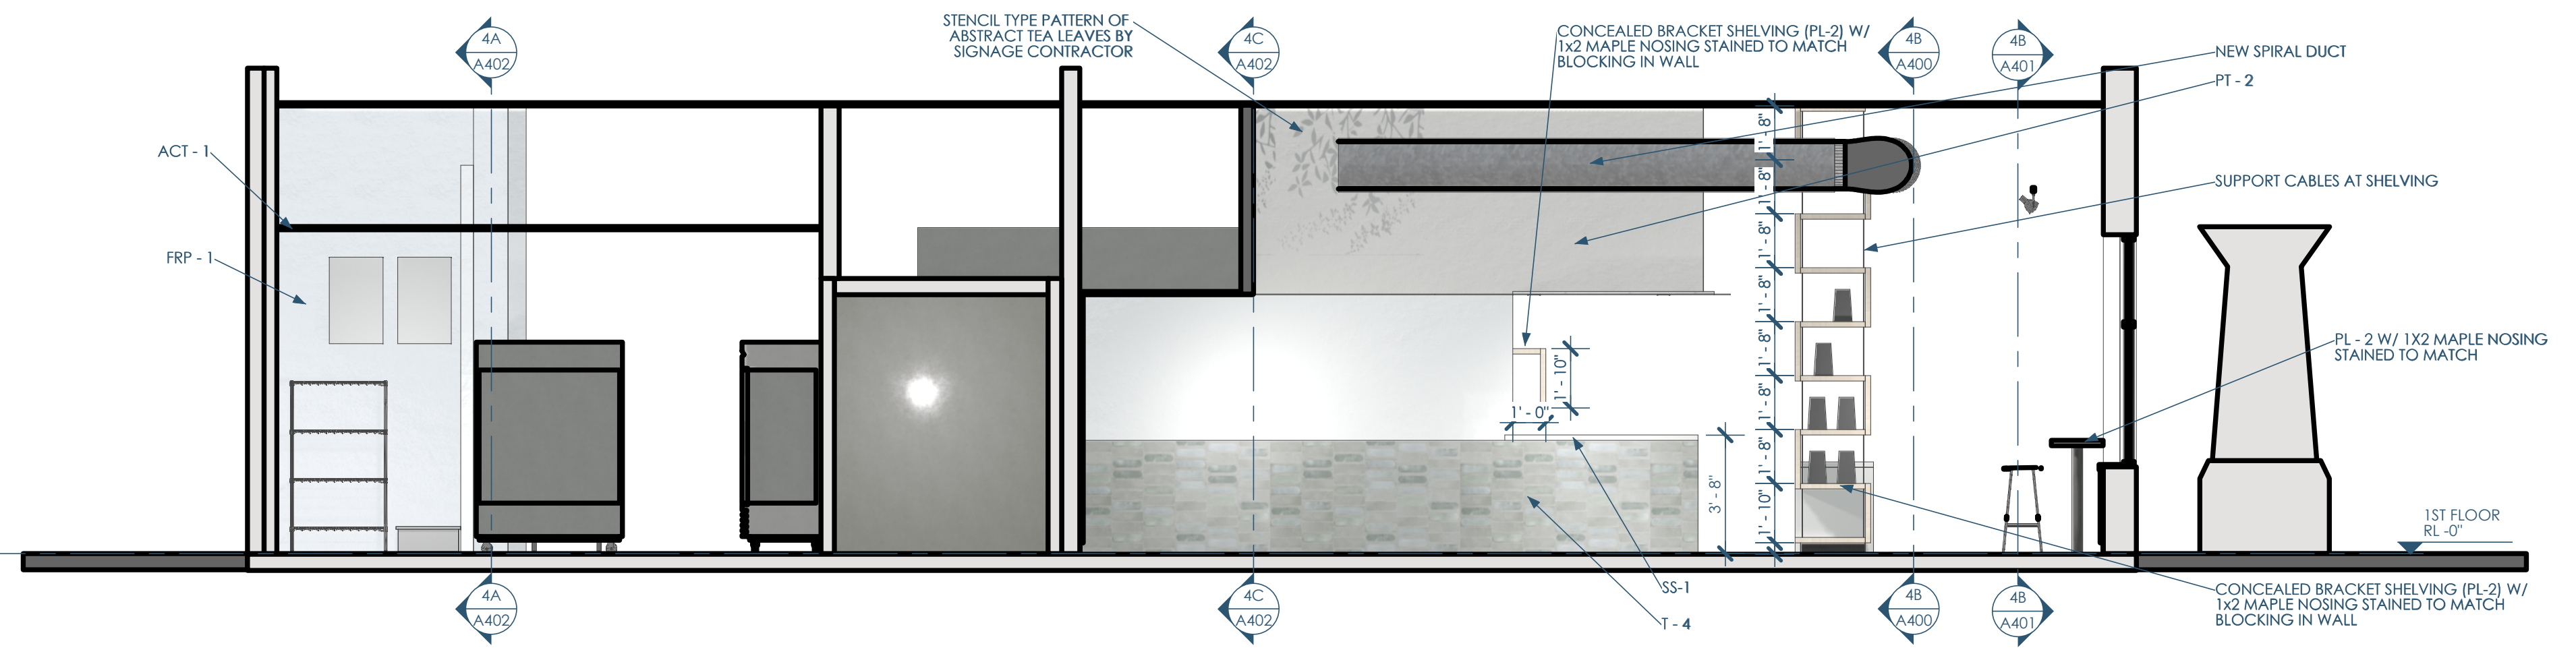 4A
A402
STENCIL TYPE PATTERN OF
ABSTRACT TEA LEAVES BY
SIGNAGE CONTRACTOR
4C
A402
CONCEALED BRACKET SHELVING (PL-2) W/
1x2 MAPLE NOSING STAINED TO MATCH
BLOCKING IN WALL
4B
A400
4B
A401
NEW SPIRAL DUCT
PT - 2
ACT - 1
SUPPORT CABLES AT SHELVING
FRP - 1
1' - 8"
1' - 8"
1' - 8"
1' - 8"
1' - 8"
1' - 8"
1' - 8"
1' - 10"
1' - 10"
1' - 0"
3' - 8"
PL - 2 W/ 1X2 MAPLE NOSING
STAINED TO MATCH
1ST FLOOR
RL -0"
SS-1
T - 4
CONCEALED BRACKET SHELVING (PL-2) W/
1x2 MAPLE NOSING STAINED TO MATCH
BLOCKING IN WALL
4A
A402
4C
A402
4B
A400
4B
A401